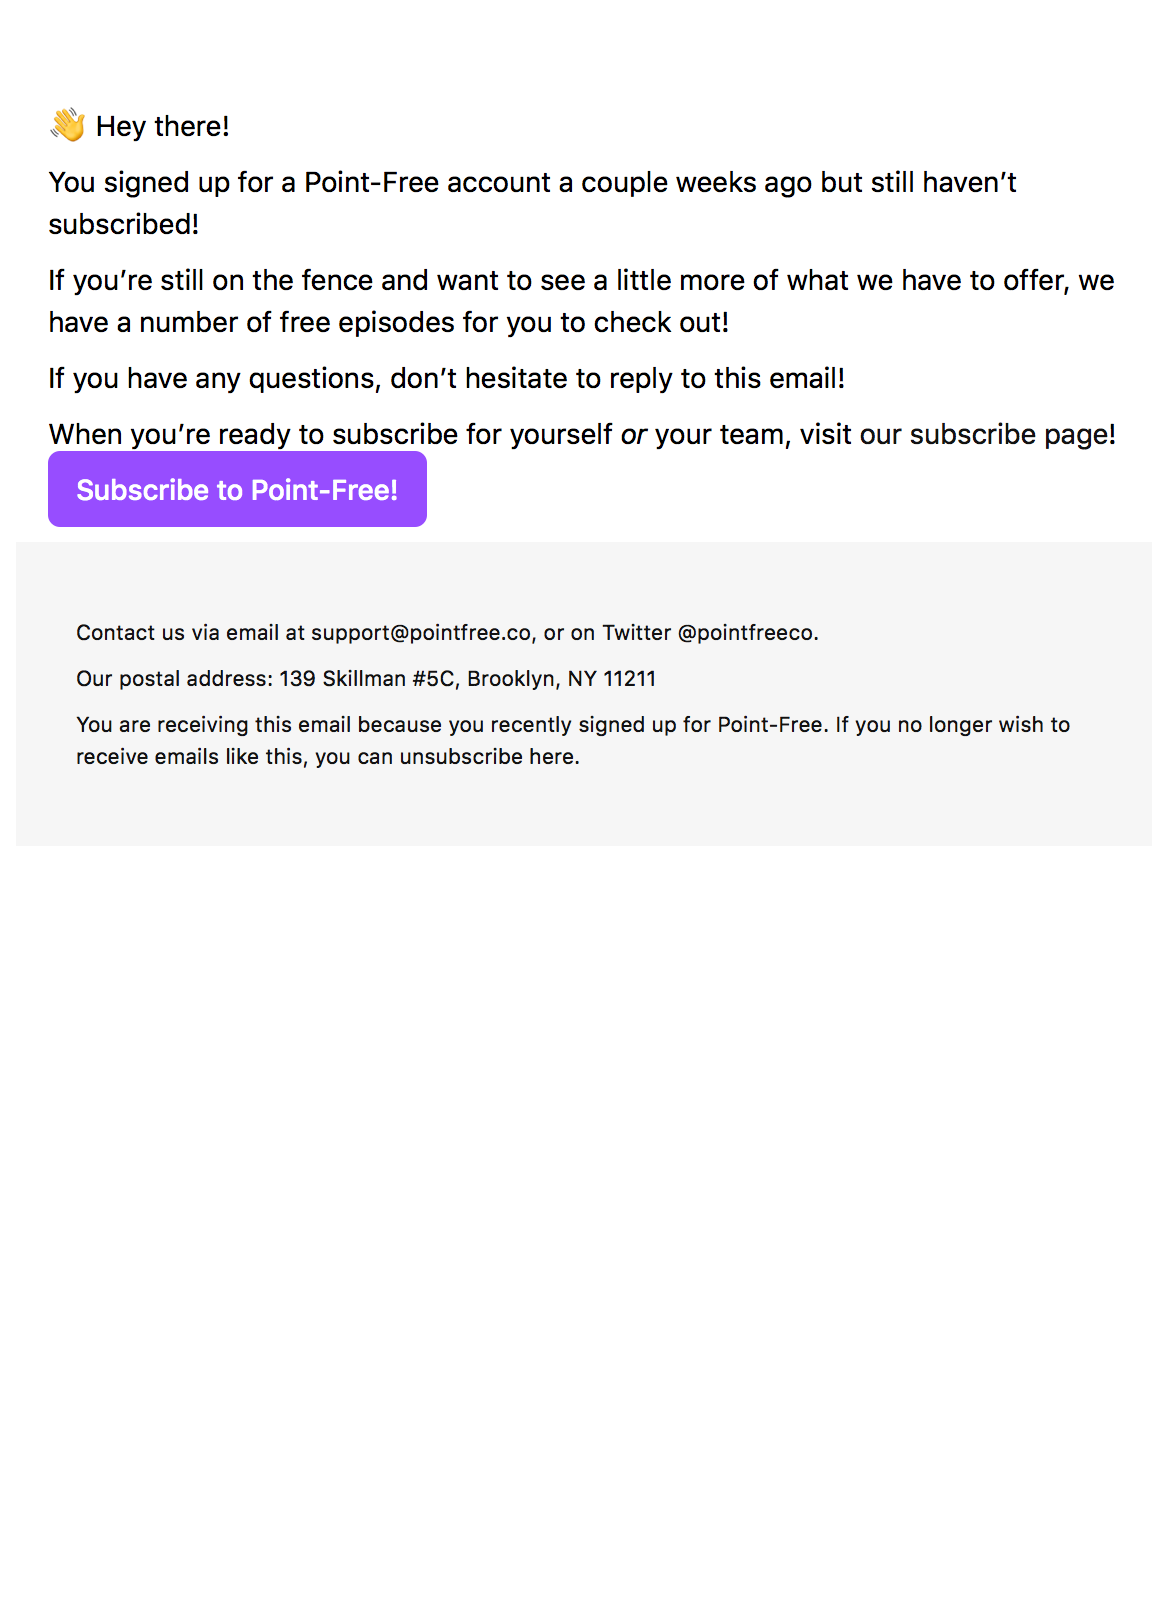 👋 Hey there!
You signed up for a Point-Free account a couple weeks ago but still haven’t
subscribed!
If you’re still on the fence and want to see a little more of what we have to offer, we
have a number of free episodes for you to check out!
If you have any questions, don’t hesitate to reply to this email!
When you’re ready to subscribe for yourself or your team, visit our subscribe page!
Subscribe to Point-Free!
Contact us via email at support@pointfree.co, or on Twitter @pointfreeco.
Our postal address: 139 Skillman #5C, Brooklyn, NY 11211
You are receiving this email because you recently signed up for Point-Free. If you no longer wish to
receive emails like this, you can unsubscribe here.